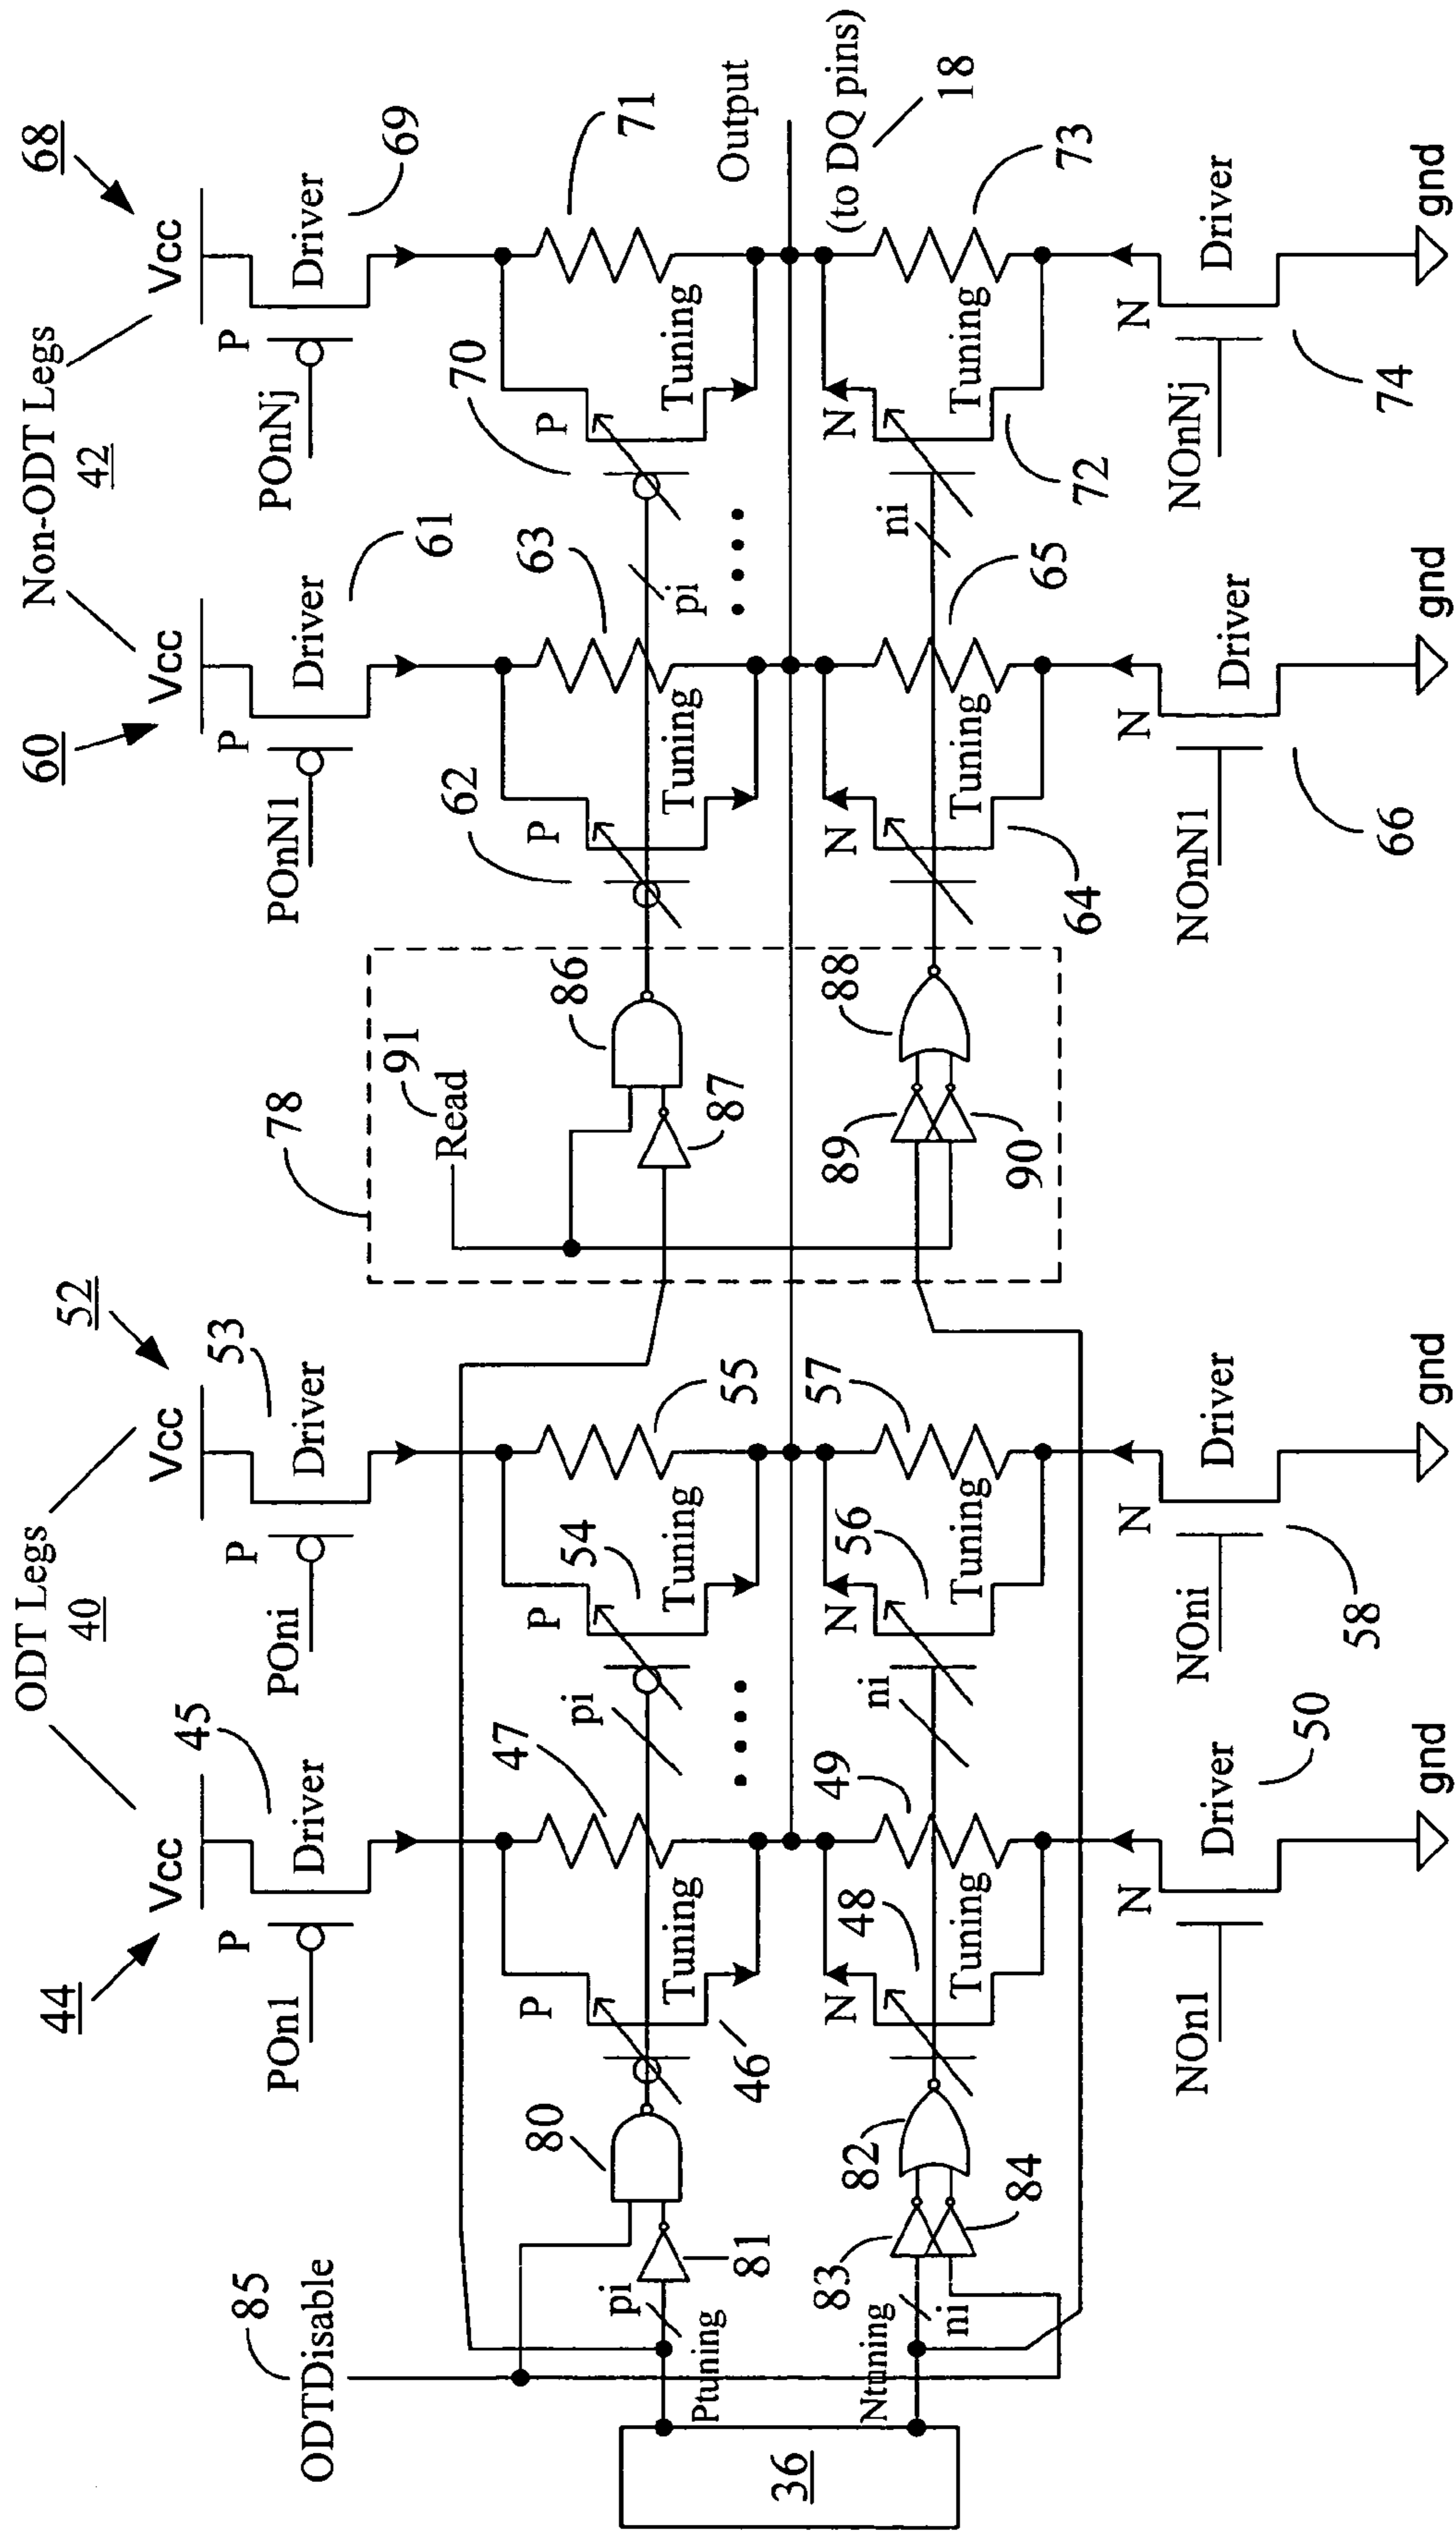 ODT Legs
40
Non-ODT Legs
42
44
52
60
68
Vcc
Vcc
Vcc
Vcc
45
53
61
69
P
Driver
P
Driver
P
Driver
P
Driver
POn1
POni
POnN1
POnNj
85
ODTDisable
78
91
Read
80
P
47
pi
P
54
55
86
62
P
63
pi
70
P
71
pi
81
Tuning
46
Tuning
87
Tuning
Tuning
Output
Ptuning
36
Ntuning
(to DQ pins)
18
83
82
N
48
49
ni
N
56
57
89
88
N
ni
N
ni
84
Tuning
Tuning
90
Tuning
65
Tuning
73
64
72
N
Driver
N
Driver
N
Driver
N
Driver
NOn1
50
NOni
58
NOnN1
66
NOnNj
74
gnd
gnd
gnd
gnd